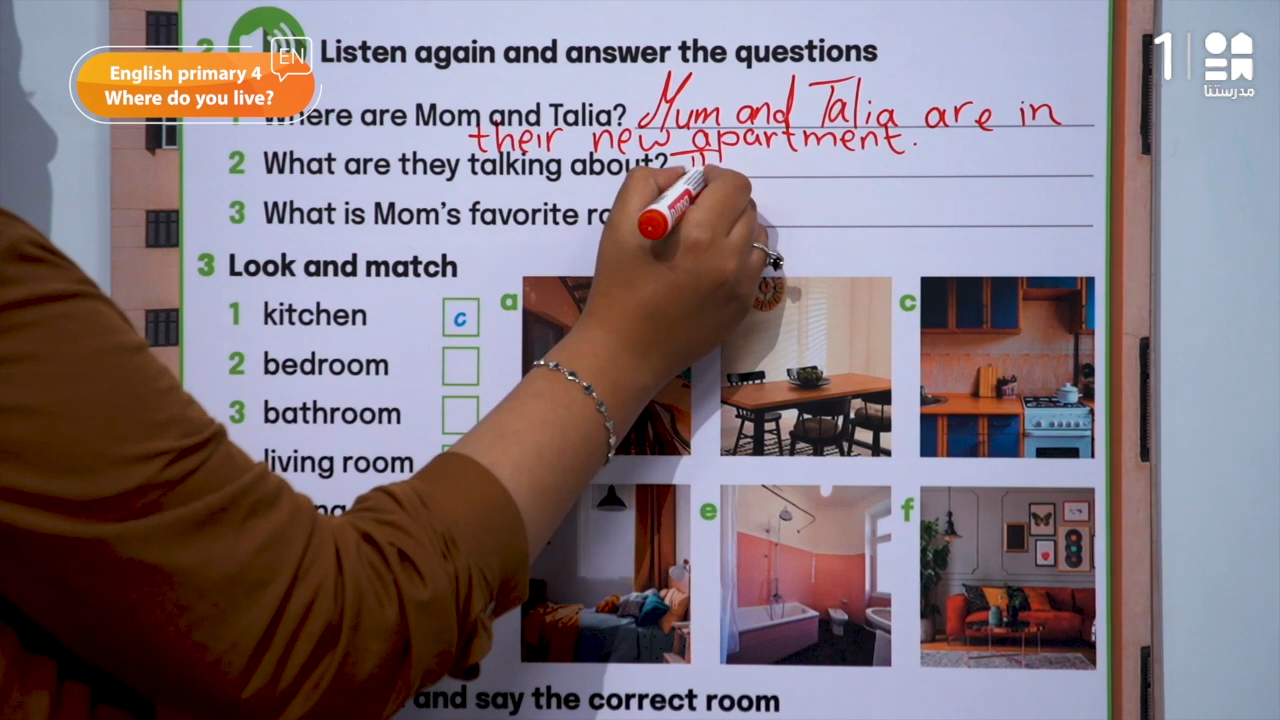 EN
English primary 4
Where do you live?
1
مدرستنا
2 Listen again and answer the questions
Where are Mom and Talia? Mum and Talia are in
their new apartment.
2 What are they talking about?
3 What is Mom's favorite
3 Look and match
1 kitchen c
2 bedroom
3 bathroom
living room
a
c
e
f
and say the correct room